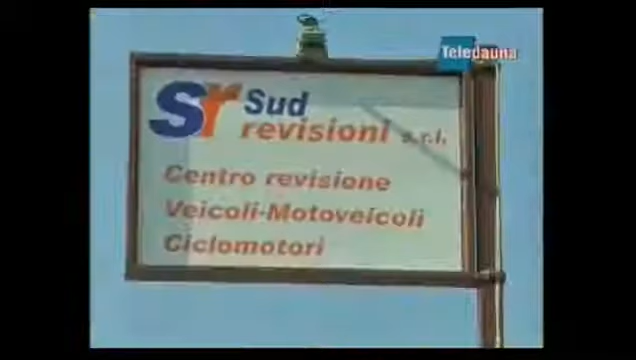 Teledauna
Sr Sud
revisioni s.r.l.
Centro revisione
Veicoli-Motoveicoli
Ciclomotori